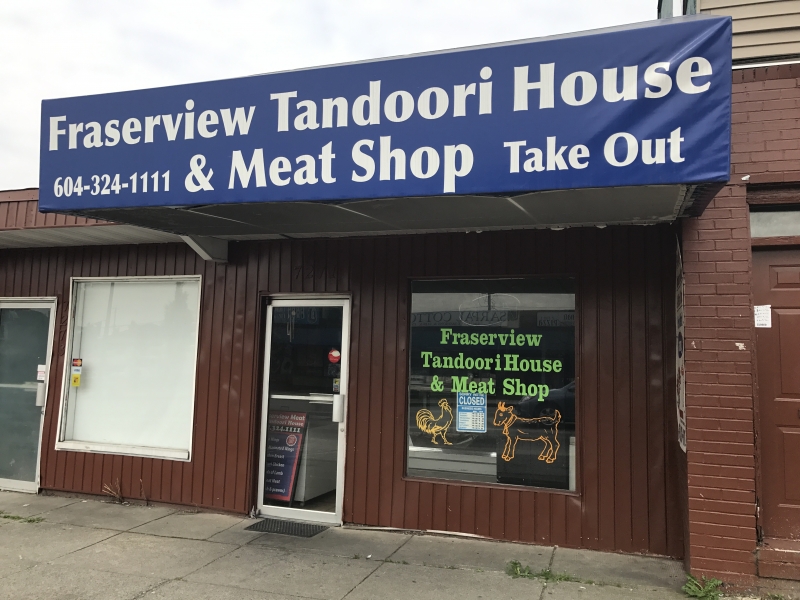 Fraserview Tandoori House
604-324-1111 & Meat Shop Take Out
Fraserview
Tandoori House
& Meat Shop
CLOSED